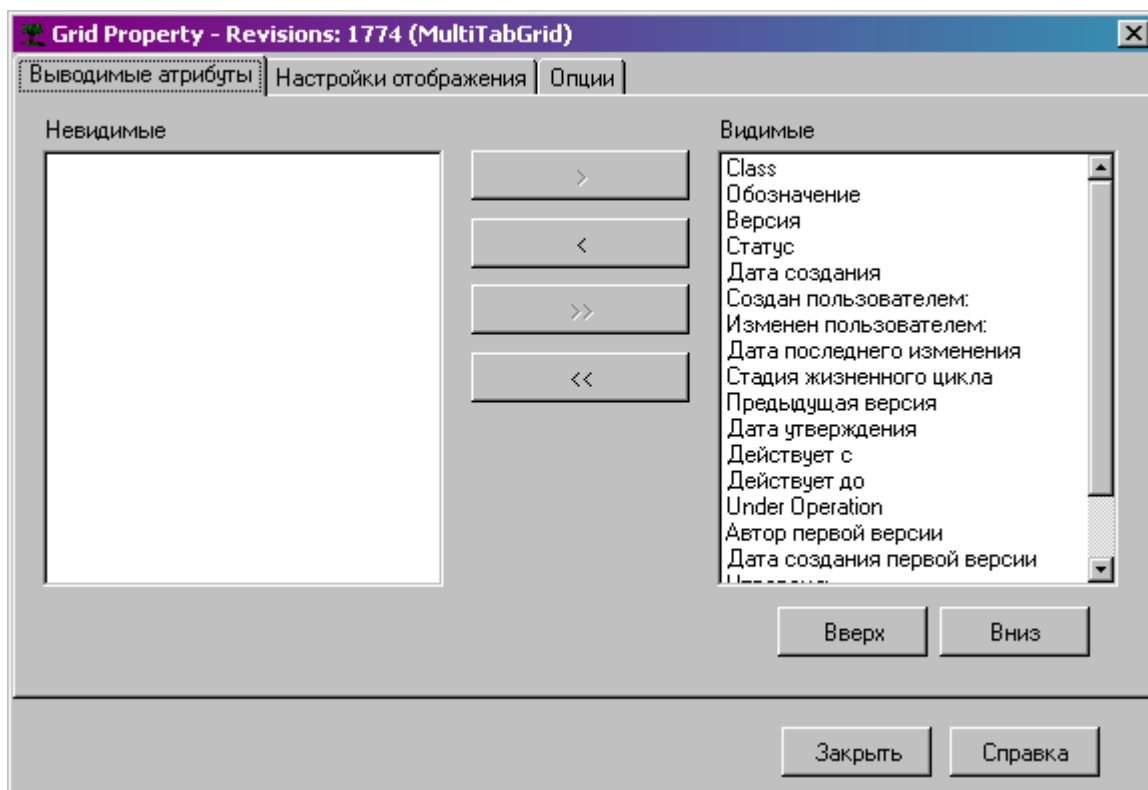 Grid Property - Revisions: 1774 (MultiTabGrid)
Выводимые атрибуты Настройки отображения Опции
Невидимые
Видимые
>
<
>>
<<
Class
Обозначение
Версия
Статус
Дата создания
Создан пользователем:
Изменен пользователем:
Дата последнего изменения
Стадия жизненного цикла
Предыдущая версия
Дата утверждения
Действует с
Действует до
Under Operation
Автор первой версии
Дата создания первой версии
Вверх Вниз
Закрыть Справка